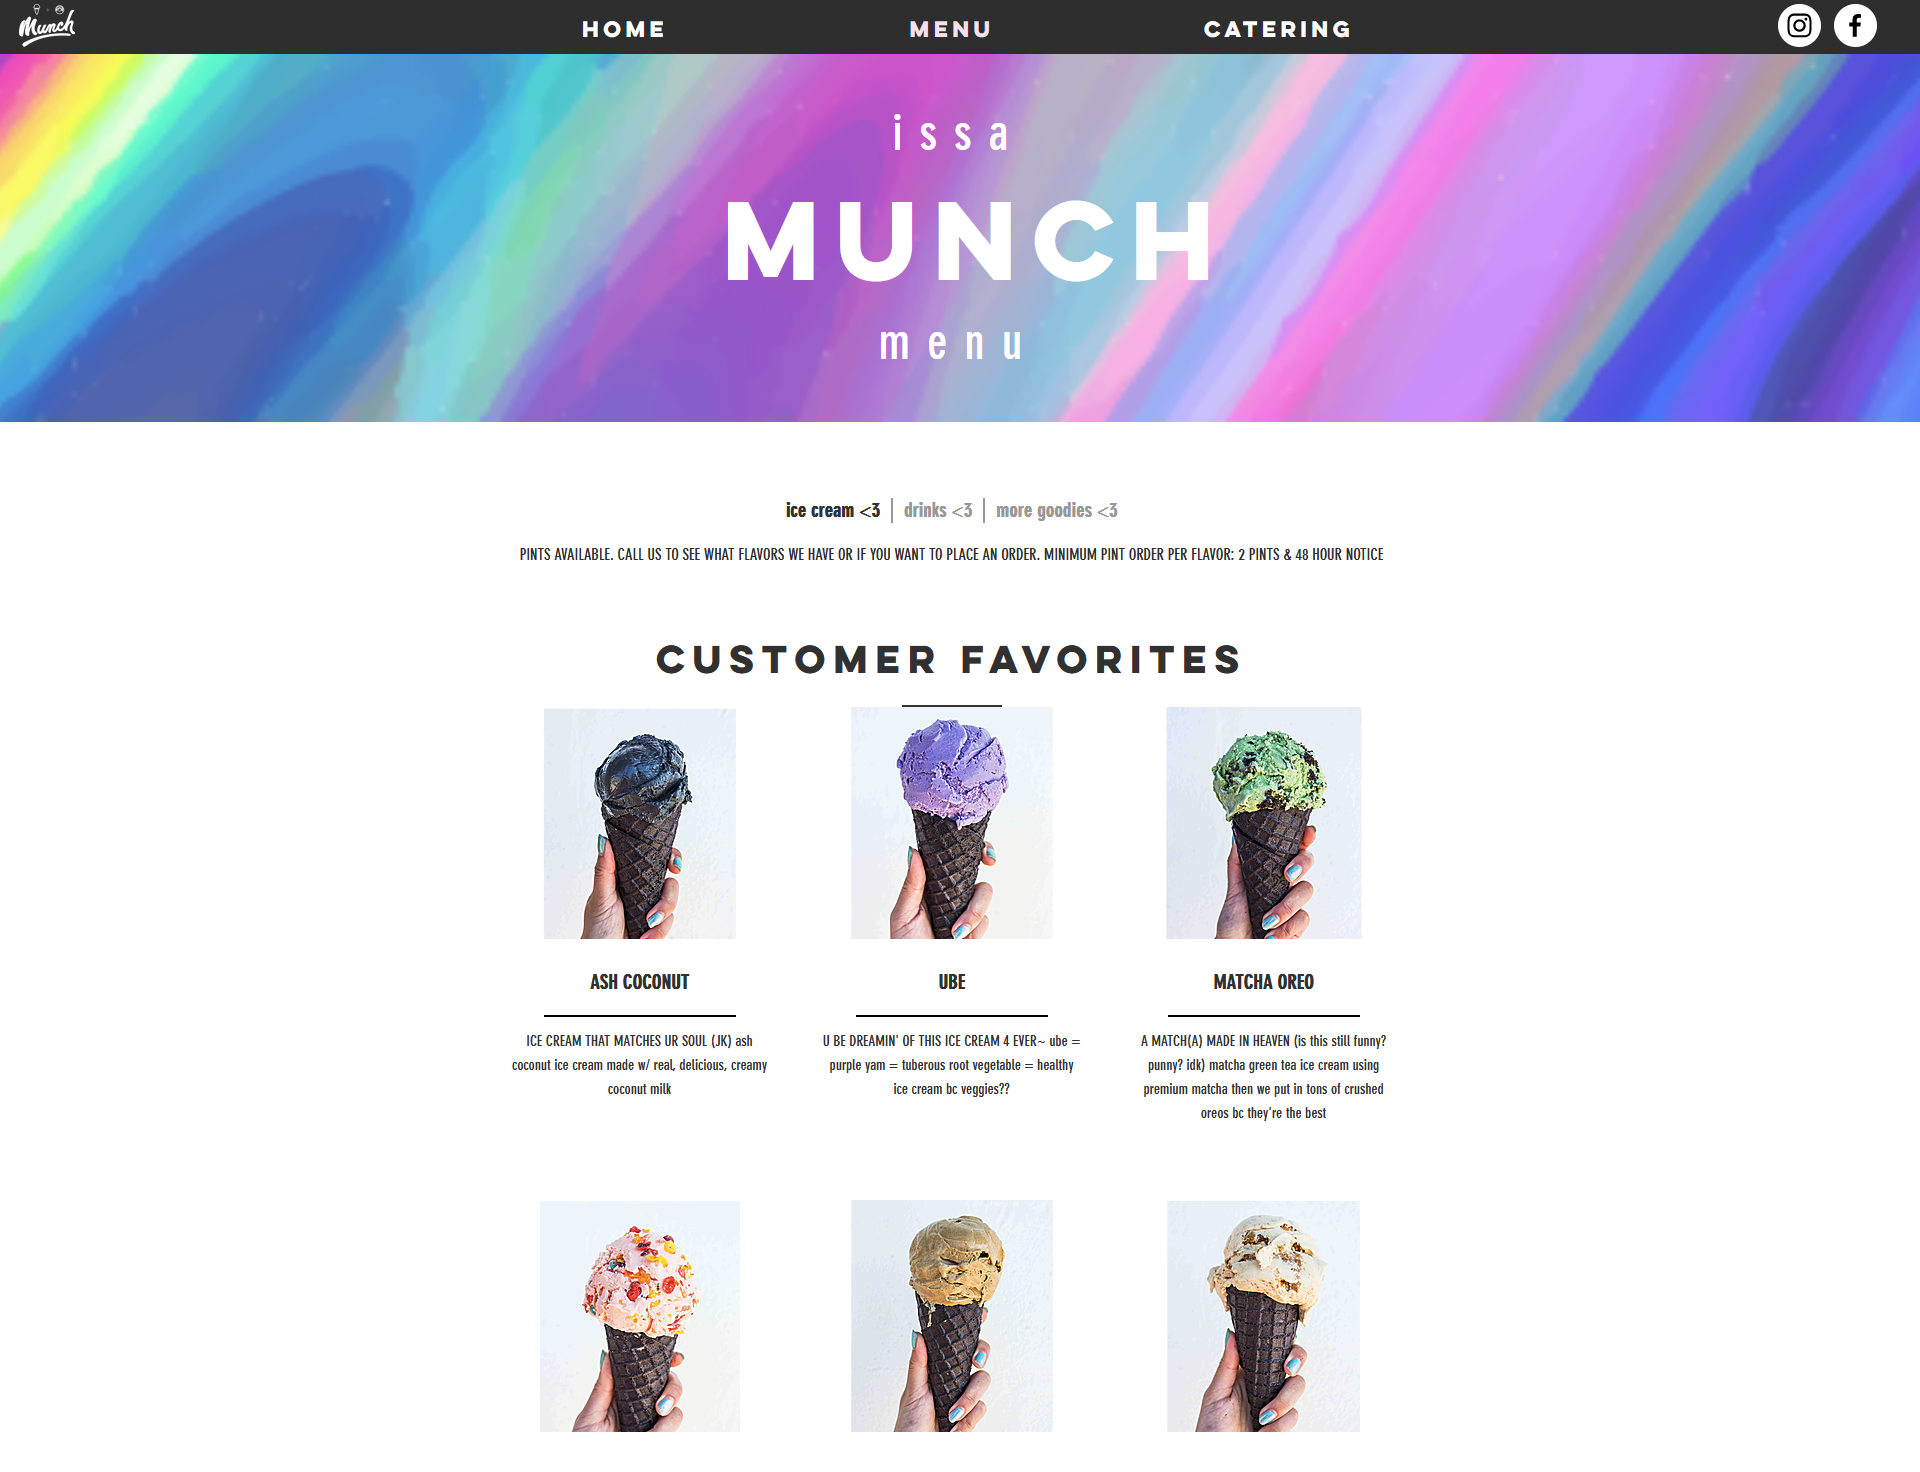 Munch
HOME
MENU
CATERING
issa
MUNCH
menu
ice cream <3
drinks <3
more goodies <3
PINTS AVAILABLE. CALL US TO SEE WHAT FLAVORS WE HAVE OR IF YOU WANT TO PLACE AN ORDER. MINIMUM PINT ORDER PER FLAVOR: 2 PINTS & 48 HOUR NOTICE
CUSTOMER FAVORITES
ASH COCONUT
ICE CREAM THAT MATCHES UR SOUL (JK) ash
coconut ice cream made w/ real, delicious, creamy
coconut milk
UBE
U BE DREAMIN' OF THIS ICE CREAM 4 EVER~ ube =
purple yam = tuberous root vegetable = healthy
ice cream bc veggies??
MATCHA OREO
A MATCH(A) MADE IN HEAVEN (is this still funny?
punny? idk) matcha green tea ice cream using
premium matcha then we put in tons of crushed
oreos bc they're the best